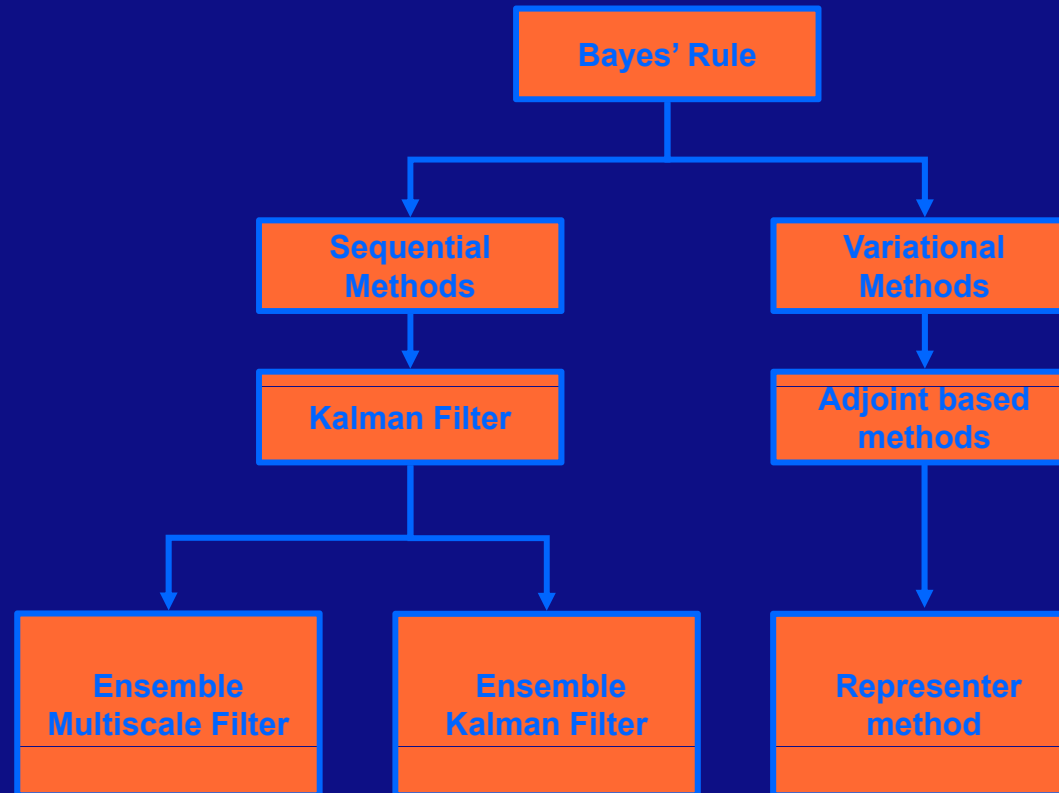 Bayes’ Rule
Sequential
Methods
Variational
Methods
Kalman Filter
Adjoint based
methods
Ensemble
Multiscale Filter
Ensemble
Kalman Filter
Representer
method